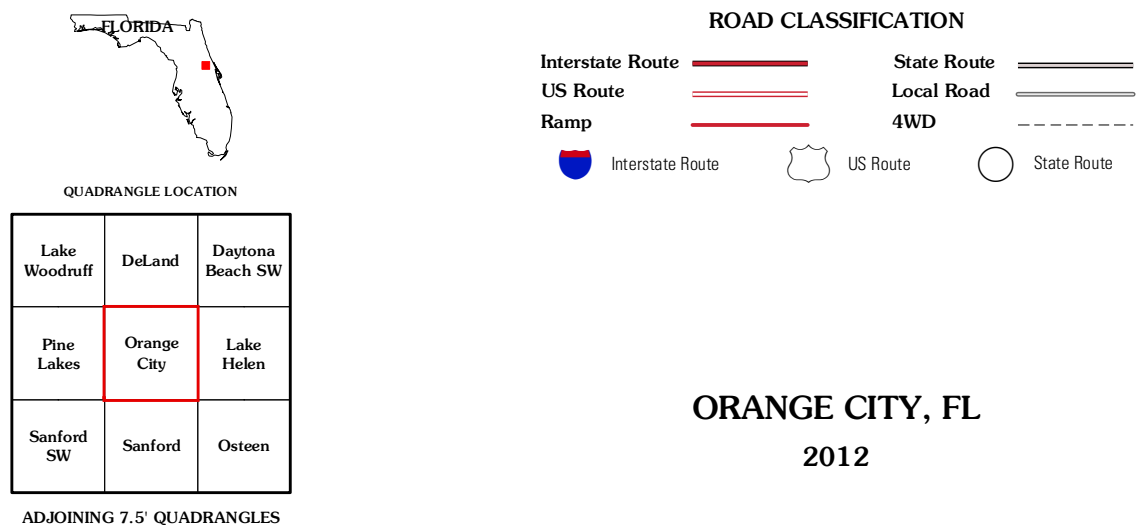 FLORIDA
QUADRANGLE LOCATION
Lake
Woodruff
DeLand
Daytona
Beach SW
Pine
Lakes
Orange
City
Lake
Helen
Sanford
SW
Sanford
Osteen
ADJOINING 7.5' QUADRANGLES
ROAD CLASSIFICATION
Interstate Route
State Route
US Route
Local Road
Ramp
4WD
Interstate Route
US Route
State Route
ORANGE CITY, FL
2012